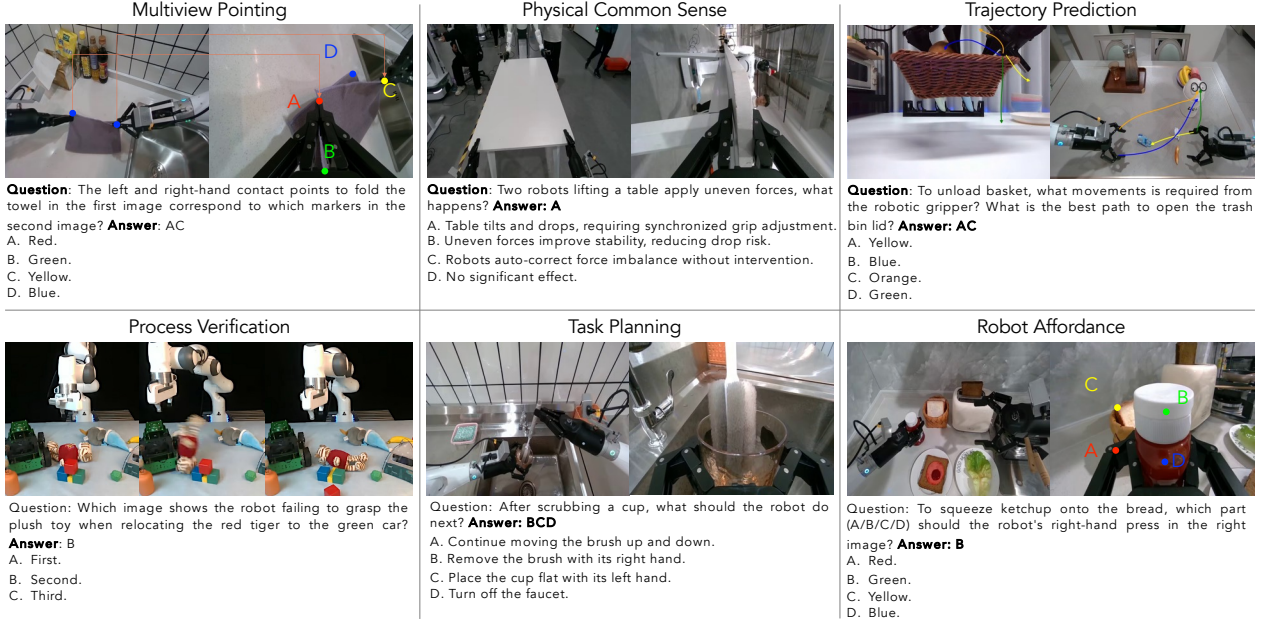 Multiview Pointing
D
A
C
B
Question: The left and right-hand contact points to fold the
towel in the first image correspond to which markers in the
second image? Answer: AC
A. Red.
B. Green.
C. Yellow.
D. Blue.
Physical Common Sense
Question: Two robots lifting a table apply uneven forces, what
happens? Answer: A
A. Table tilts and drops, requiring synchronized grip adjustment.
B. Uneven forces improve stability, reducing drop risk.
C. Robots auto-correct force imbalance without intervention.
D. No significant effect.
Trajectory Prediction
Question: To unload basket, what movements is required from
the robotic gripper? What is the best path to open the trash
bin lid? Answer: AC
A. Yellow.
B. Blue.
C. Orange.
D. Green.
Process Verification
Question: Which image shows the robot failing to grasp the
plush toy when relocating the red tiger to the green car?
Answer: B
A. First.
B. Second.
C. Third.
Task Planning
Question: After scrubbing a cup, what should the robot do
next? Answer: BCD
A. Continue moving the brush up and down.
B. Remove the brush with its right hand.
C. Place the cup flat with its left hand.
D. Turn off the faucet.
Robot Affordance
C
B
A
D
Question: To squeeze ketchup onto the bread, which part
(A/B/C/D) should the robot's right-hand press in the right
image? Answer: B
A. Red.
B. Green.
C. Yellow.
D. Blue.